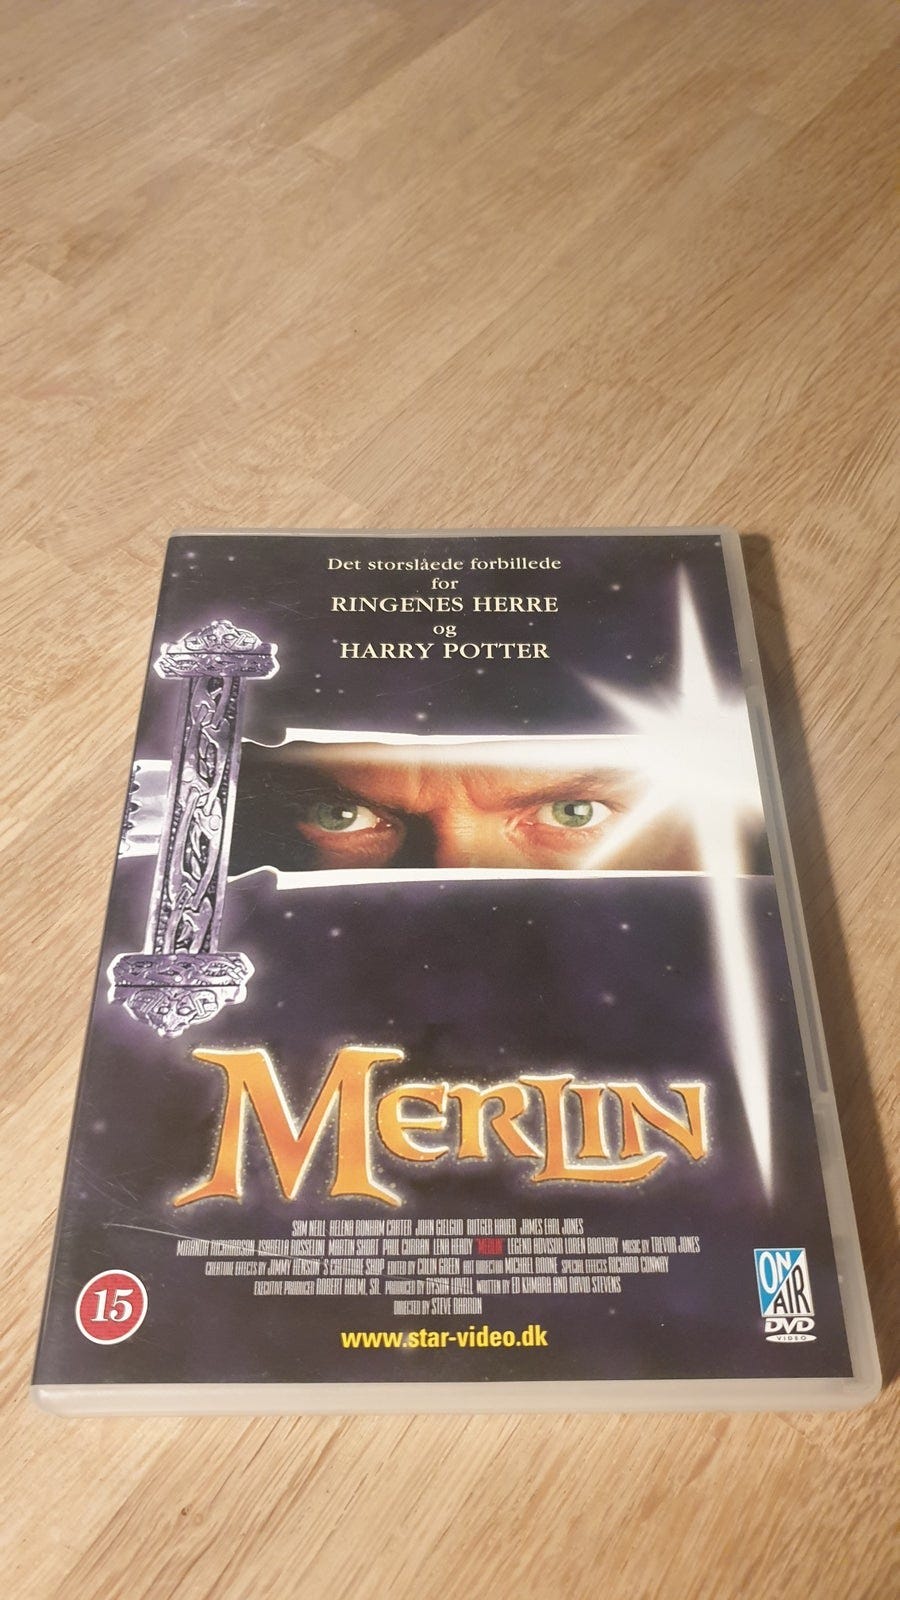 Det storslåede forbillede
for
RINGENES HERRE
og
HARRY POTTER
MERLIN
SAM NEILL HELENA BONHAM CARTER JOHN GIELGUD RUTGER HAUER JAMES EARL JONES
MIRANDA RICHARDSON ISABELLA ROSSELINI MARTIN SHORT PAUL CURRAN LENA HEADY "MERLIN" LEGEND ADVISOR LOREN BOOTHBY MUSIC BY TREVOR JONES
CREATURE EFFECTS BY JIMMY HENSON'S CREATURE SHOP EDITED BY COLIN GREEN ART DIRECTOR MICHAEL BOONE SPECIAL EFFECTS RICHARD CONWAY
EXECUTIVE PRODUCER ROBERT HALMI, SR. PRODUCED BY DYSON LOVELL WRITTEN BY ED KHMARA AND DAVID STEVENS
DIRECTED BY STEVE BARRON
15
www.star-video.dk
ON
AIR
DVD
VIDEO